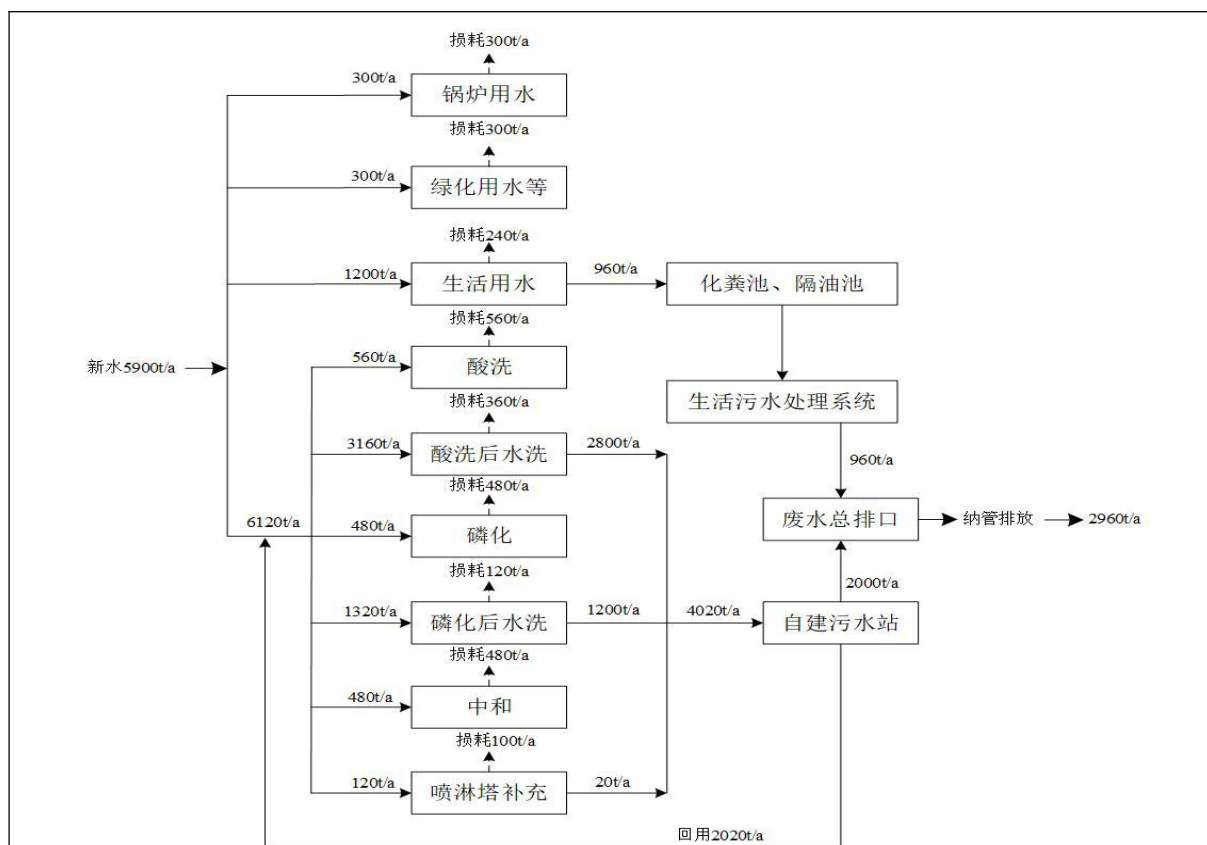 损耗300t/a
300t/a
锅炉用水
损耗300t/a
300t/a
绿化用水等
损耗240t/a
1200t/a
生活用水
960t/a
化粪池、隔油池
损耗560t/a
新水5900t/a
560t/a
酸洗
生活污水处理系统
损耗360t/a
3160t/a
酸洗后水洗
2800t/a
960t/a
损耗480t/a
6120t/a
480t/a
磷化
废水总排口
纳管排放
2960t/a
损耗120t/a
2000t/a
1320t/a
磷化后水洗
1200t/a
4020t/a
自建污水站
损耗480t/a
480t/a
中和
损耗100t/a
120t/a
喷淋塔补充
20t/a
回用2020t/a